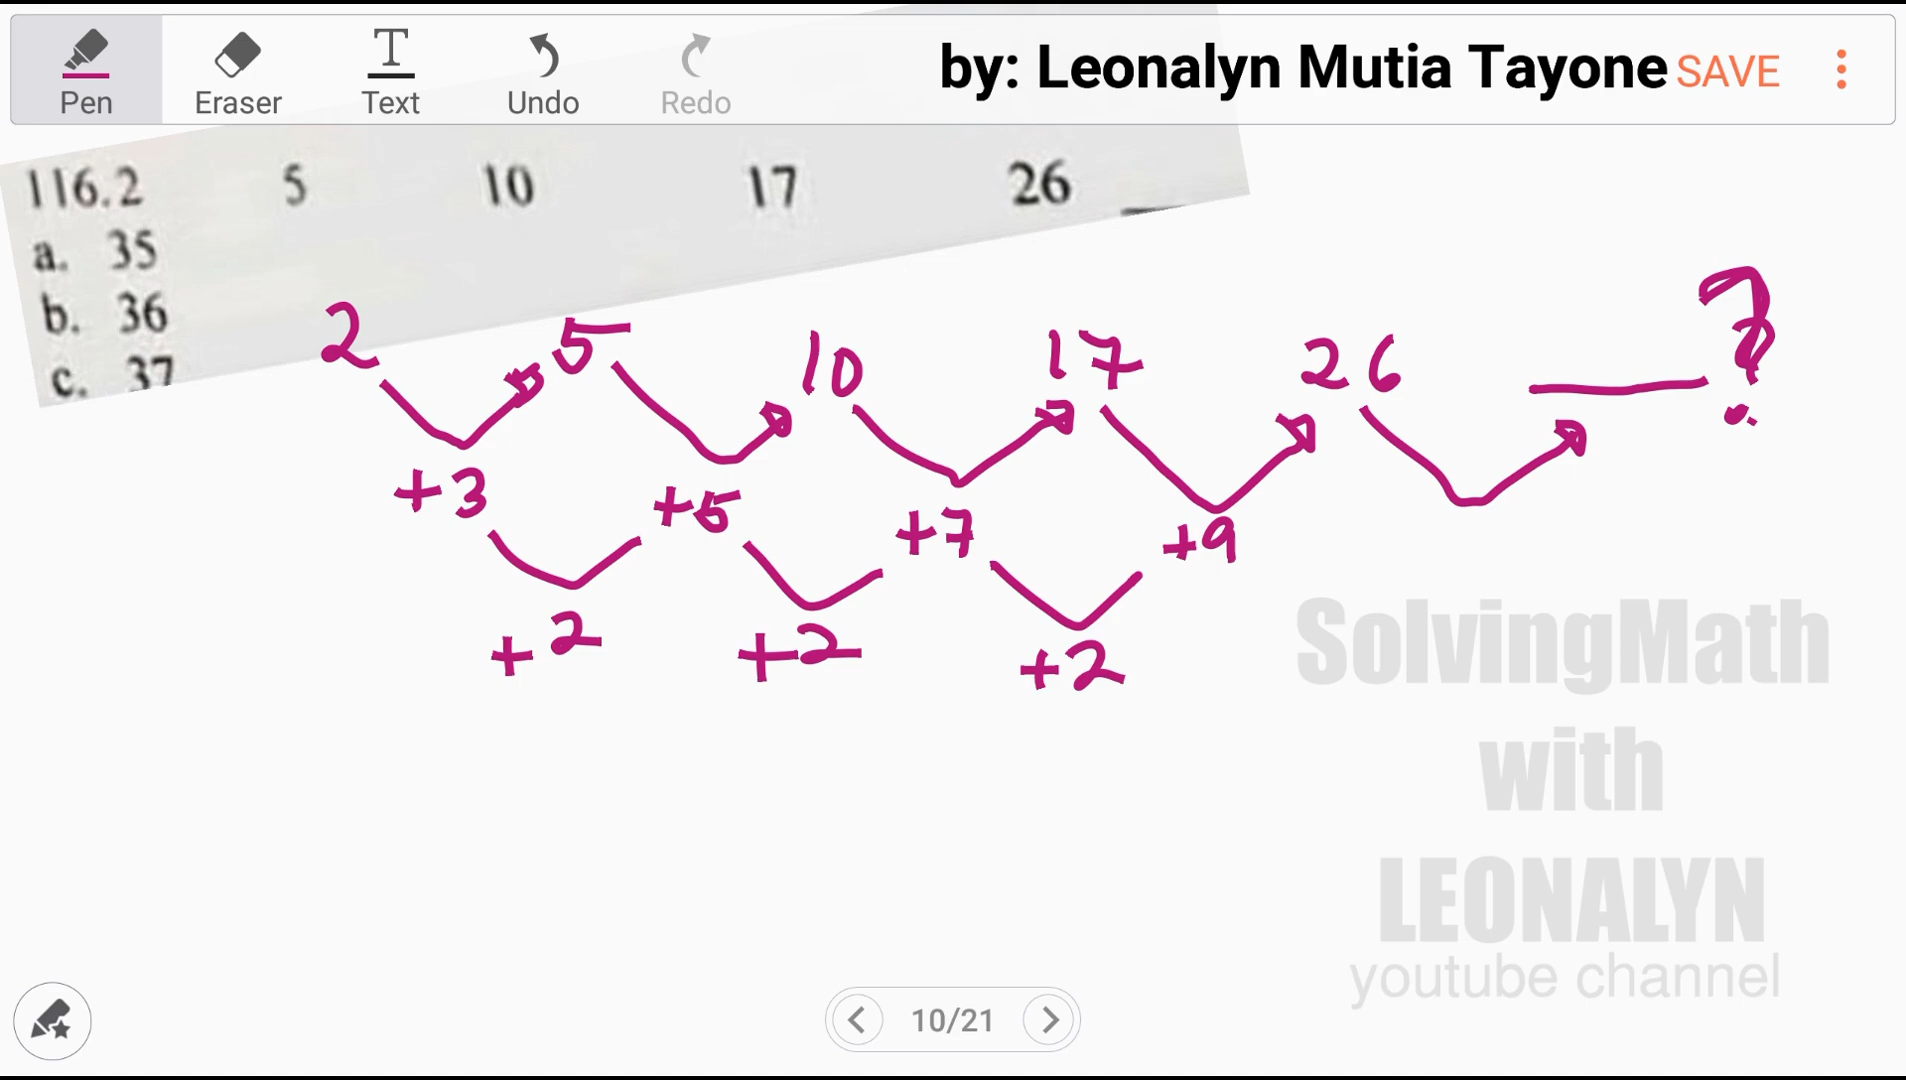 by: Leonalyn Mutia Tayone SAVE
Pen Eraser Text Undo Redo
116.2 5 10 17 26 __
a. 35
b. 36
c. 37
2 5 10 17 26 __?
+3 +5 +7 +9
+2 +2 +2
SolvingMath
with
LEONALYN
youtube channel
10/21